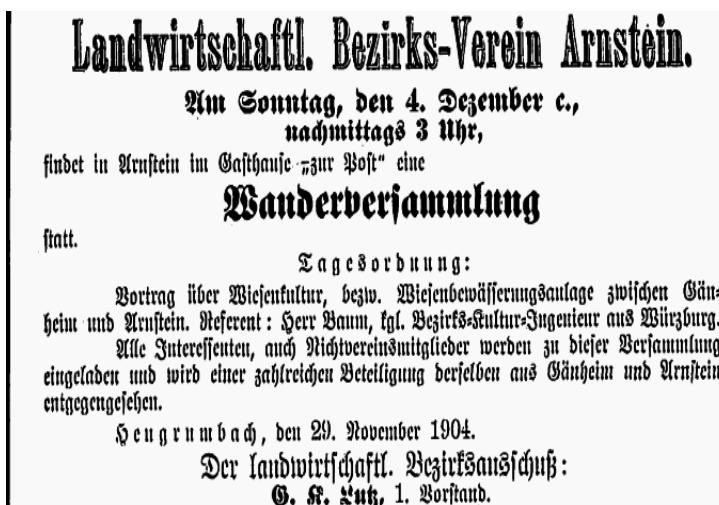 Landwirtschaftl. Bezirks-Verein Arnstein.
Am Sonntag, den 4. Dezember c.,
nachmittags 3 Uhr,
findet in Arnstein im Gasthause „zur Post“ eine
Wanderversammlung
statt.
Tagesordnung:
Vortrag über Wiesenkultur, bezw. Wiesenbewässerungsanlage zwischen Gän-
heim und Arnstein. Referent: Herr Baum, kgl. Bezirks-Kultur-Ingenieur aus Würzburg.
Alle Interessenten, auch Nichtvereinsmitglieder werden zu dieser Versammlung
eingeladen und wird einer zahlreichen Beteiligung derselben aus Gänheim und Arnstein
entgegengesehen.
Heugrumbach, den 29. November 1904.
Der landwirtschaftl. Bezirksausschuß:
G. K. Lutz, 1. Vorstand.